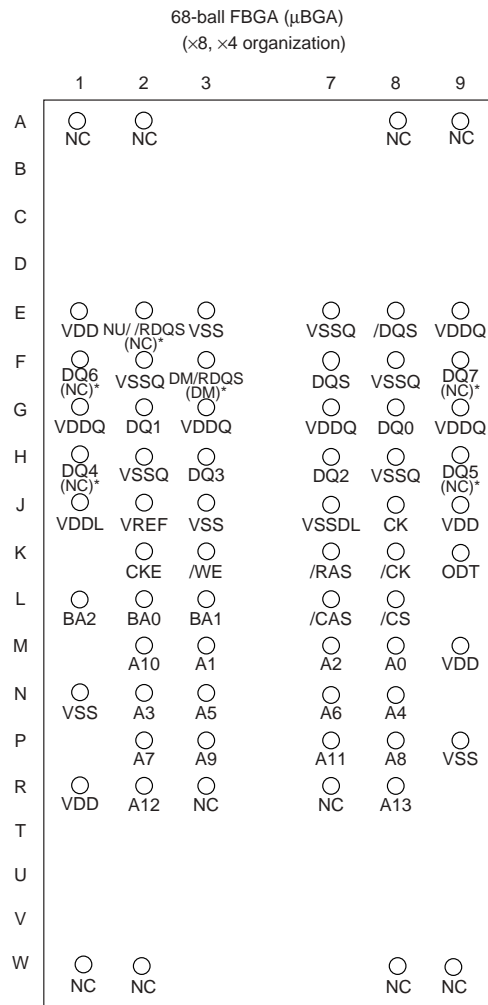 68-ball FBGA (μBGA)
(×8, ×4 organization)
1 2 3 7 8 9
A
NC NC NC NC
B
C
D
E
VDD NU/ /RDQS VSS VSSQ /DQS VDDQ
(NC)*
F
DQ6 VSSQ DM/RDQS DQS VSSQ DQ7
(NC)* (DM)* (NC)*
G
VDDQ DQ1 VDDQ VDDQ DQ0 VDDQ
H
DQ4 VSSQ DQ3 DQ2 VSSQ DQ5
(NC)* (NC)*
J
VDDL VREF VSS VSSDL CK VDD
K
CKE /WE /RAS /CK ODT
L
BA2 BA0 BA1 /CAS /CS
M
A10 A1 A2 A0 VDD
N
VSS A3 A5 A6 A4
P
A7 A9 A11 A8 VSS
R
VDD A12 NC NC A13
T
U
V
W
NC NC NC NC